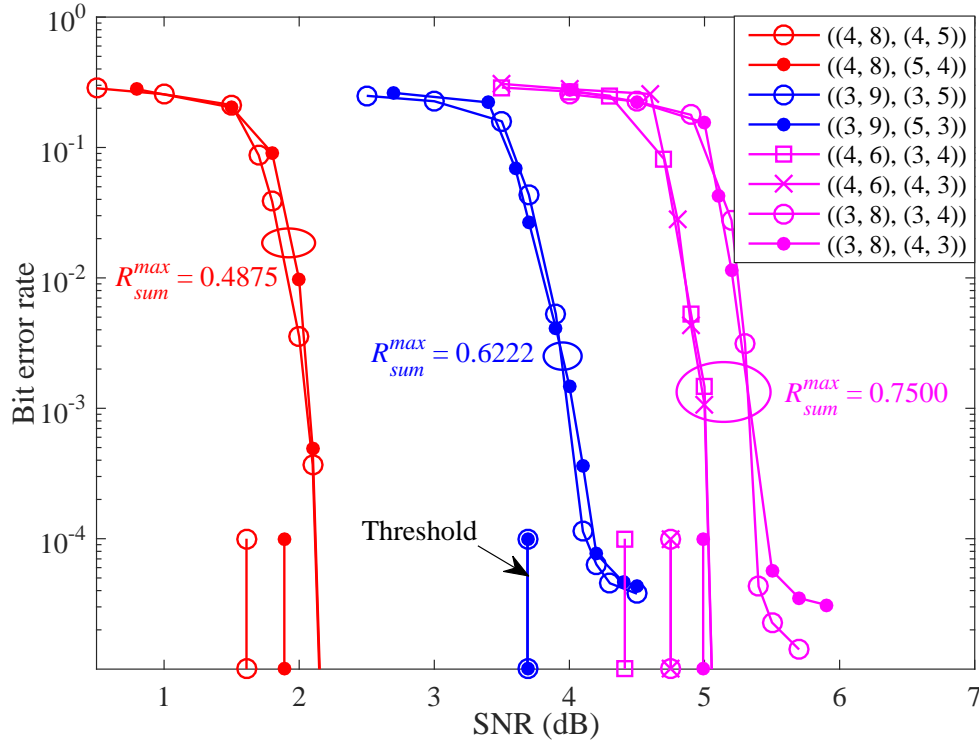 10^0
10^-1
10^-2
10^-3
10^-4
Bit error rate
1 2 3 4 5 6 7
SNR (dB)
((4, 8), (4, 5))
((4, 8), (5, 4))
((3, 9), (3, 5))
((3, 9), (5, 3))
((4, 6), (3, 4))
((4, 6), (4, 3))
((3, 8), (3, 4))
((3, 8), (4, 3))
R_sum^max = 0.4875
R_sum^max = 0.6222
R_sum^max = 0.7500
Threshold